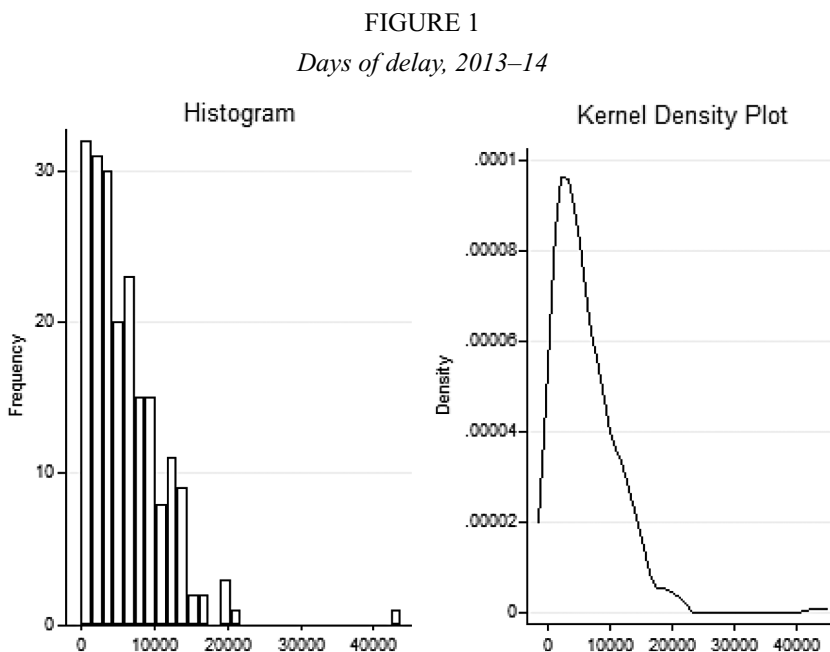 FIGURE 1
Days of delay, 2013–14
Histogram
30
20
10
0
Frequency
0 10000 20000 30000 40000
Kernel Density Plot
.0001
.00008
.00006
.00004
.00002
0
Density
0 10000 20000 30000 40000